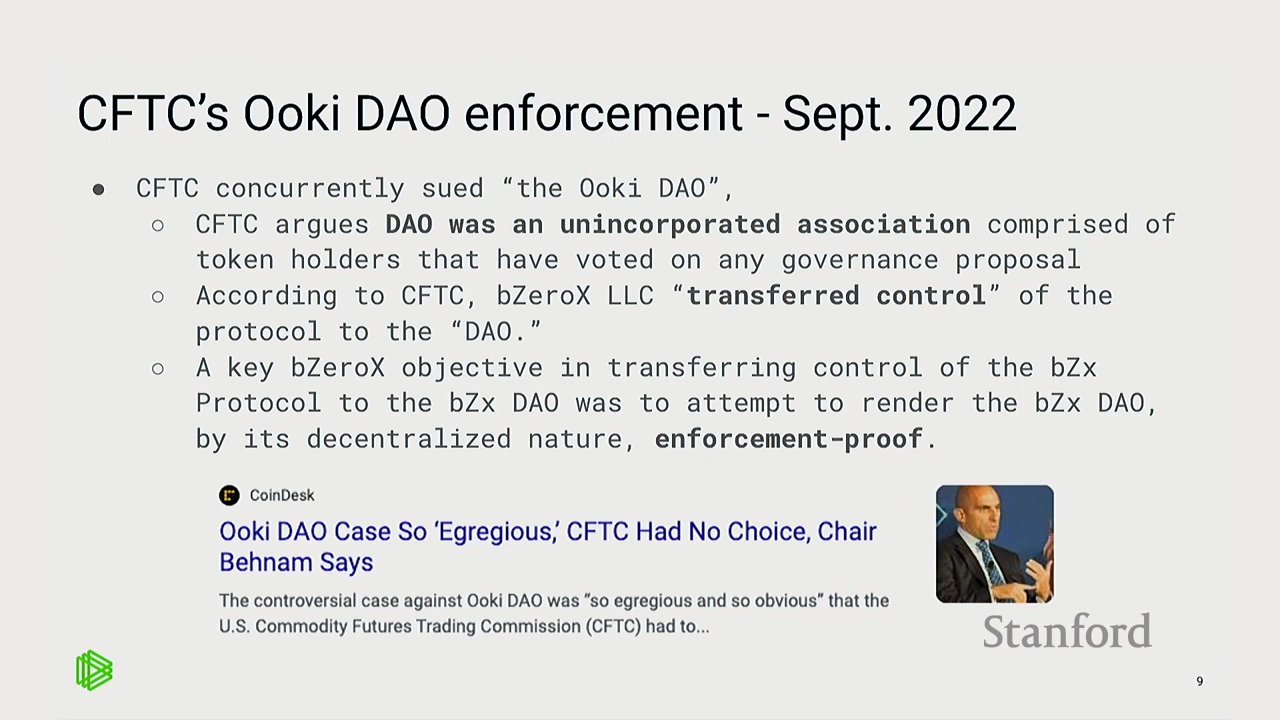 CFTC’s Ooki DAO enforcement - Sept. 2022
● CFTC concurrently sued “the Ooki DAO”,
○ CFTC argues DAO was an unincorporated association comprised of
token holders that have voted on any governance proposal
○ According to CFTC, bZeroX LLC “transferred control” of the
protocol to the “DAO.”
○ A key bZeroX objective in transferring control of the bZx
Protocol to the bZx DAO was to attempt to render the bZx DAO,
by its decentralized nature, enforcement-proof.
CoinDesk
Ooki DAO Case So ‘Egregious,’ CFTC Had No Choice, Chair
Behnam Says
The controversial case against Ooki DAO was “so egregious and so obvious” that the
U.S. Commodity Futures Trading Commission (CFTC) had to...
Stanford
9